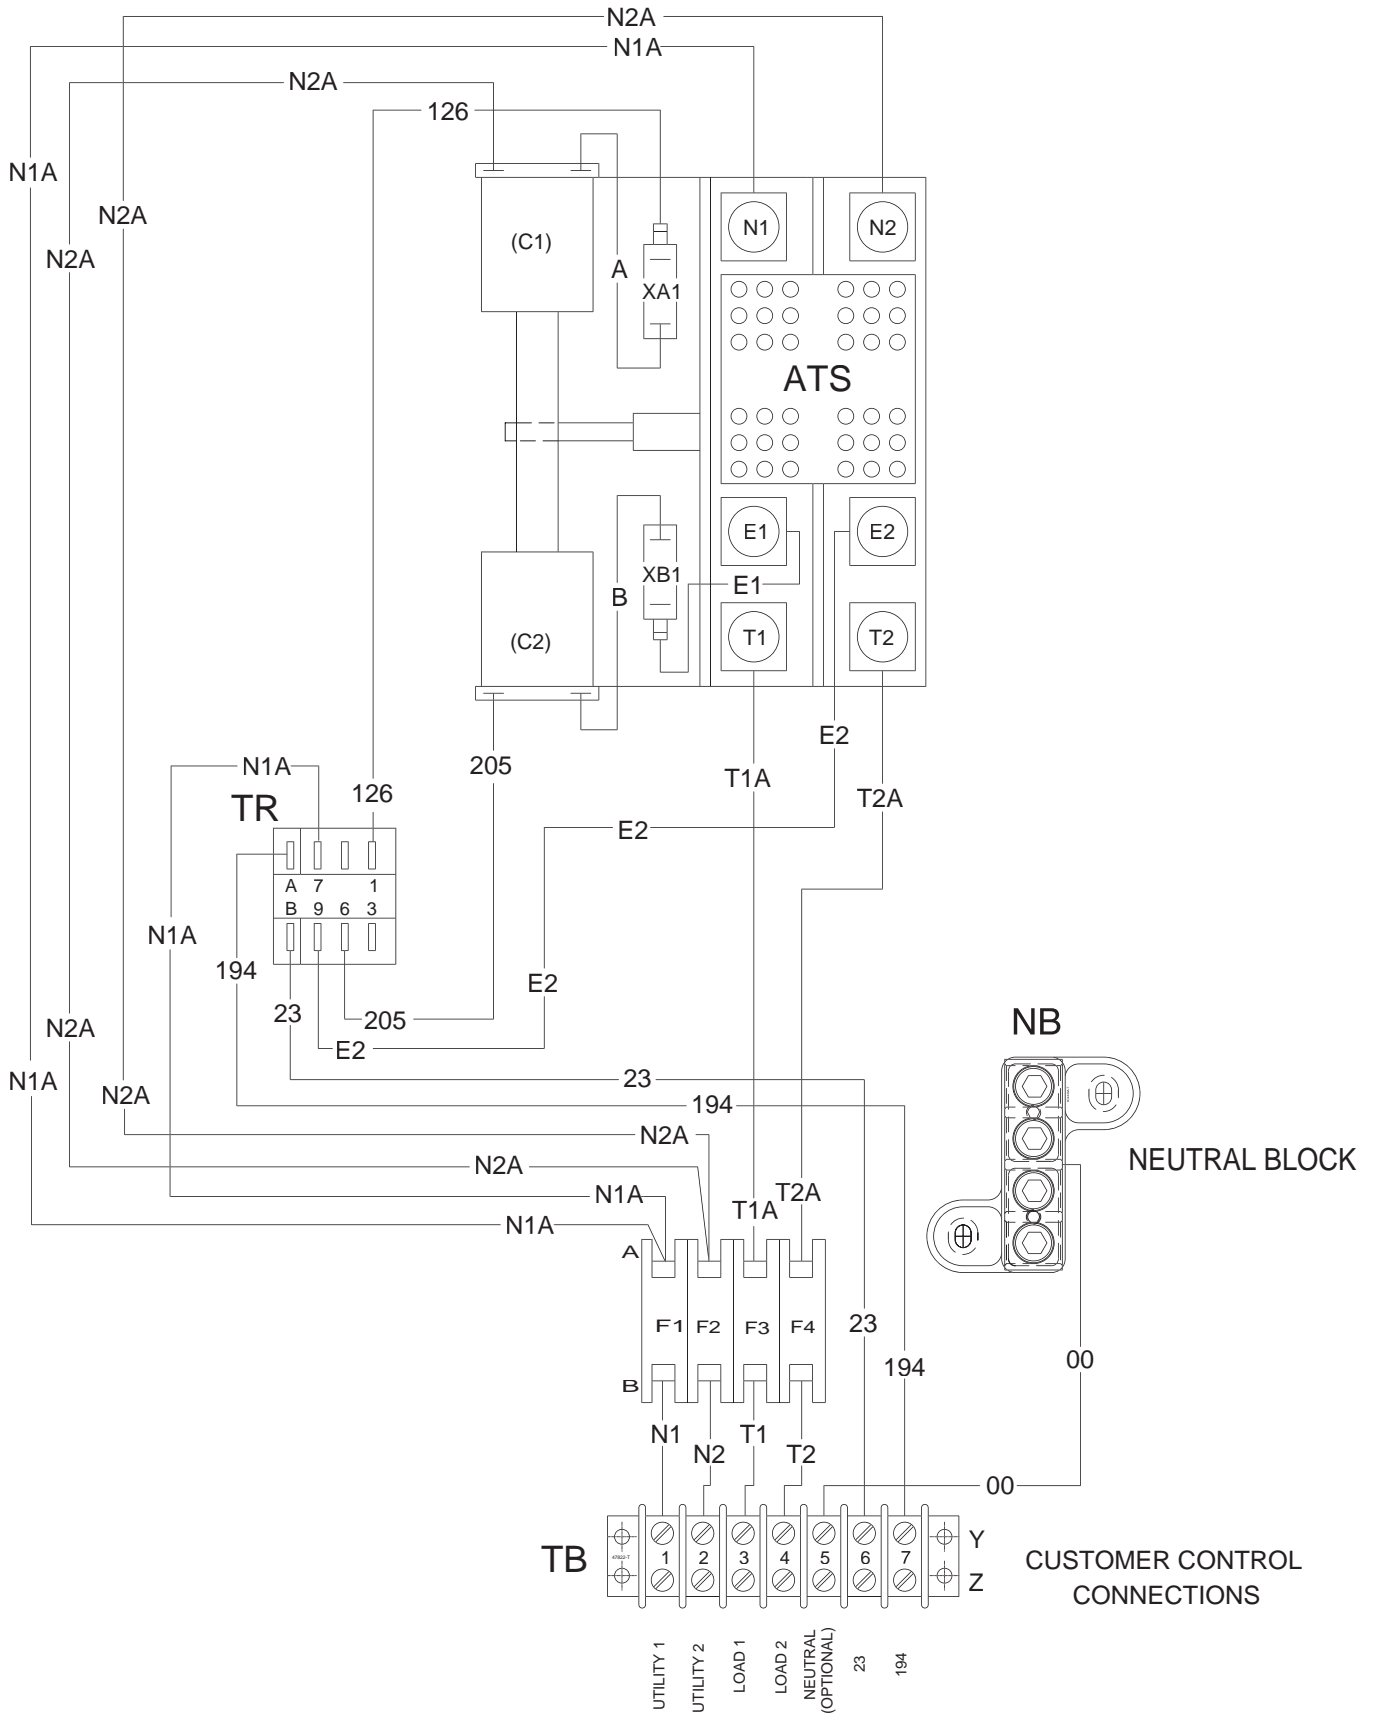 N2A
N1A
N2A
126
N1A
N2A
N2A
(C1)
N1
N2
A
XA1
ATS
E1
E2
XB1
E1
B
(C2)
T1
T2
E2
205
N1A
T1A
126
T2A
TR
E2
A 7 1
B 9 6 3
N1A
194
E2
23
205
N2A
E2
NB
N1A
23
N2A
194
N2A
NEUTRAL BLOCK
N2A
N1A
T2A
T1A
N1A
A
F1 F2 F3 F4
23
00
194
B
N1
T1
N2
T2
00
Y
TB
47822-T
1 2 3 4 5 6 7
Z
CUSTOMER CONTROL
CONNECTIONS
UTILITY 1
UTILITY 2
LOAD 1
LOAD 2
NEUTRAL
(OPTIONAL)
23
194